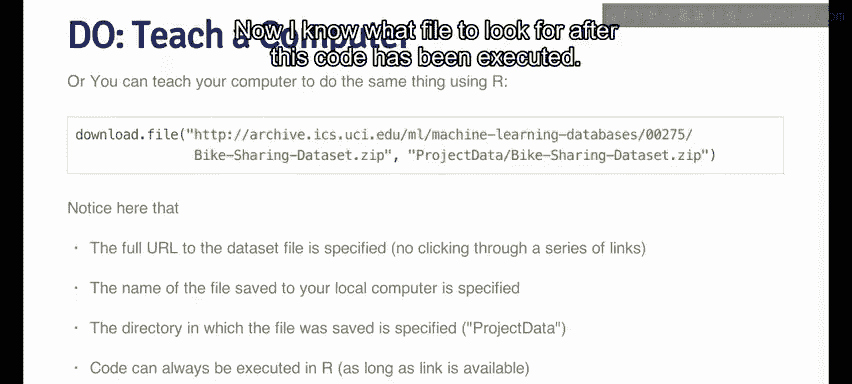 DO: Teach a Computer
Now I know what file to look for after
this code has been executed.
Or You can teach your computer to do the same thing using R:
download.file("http://archive.ics.uci.edu/ml/machine-learning-databases/00275/
Bike-Sharing-Dataset.zip", "ProjectData/Bike-Sharing-Dataset.zip")
Notice here that
· The full URL to the dataset file is specified (no clicking through a series of links)
· The name of the file saved to your local computer is specified
· The directory in which the file was saved is specified ("ProjectData")
· Code can always be executed in R (as long as link is available)